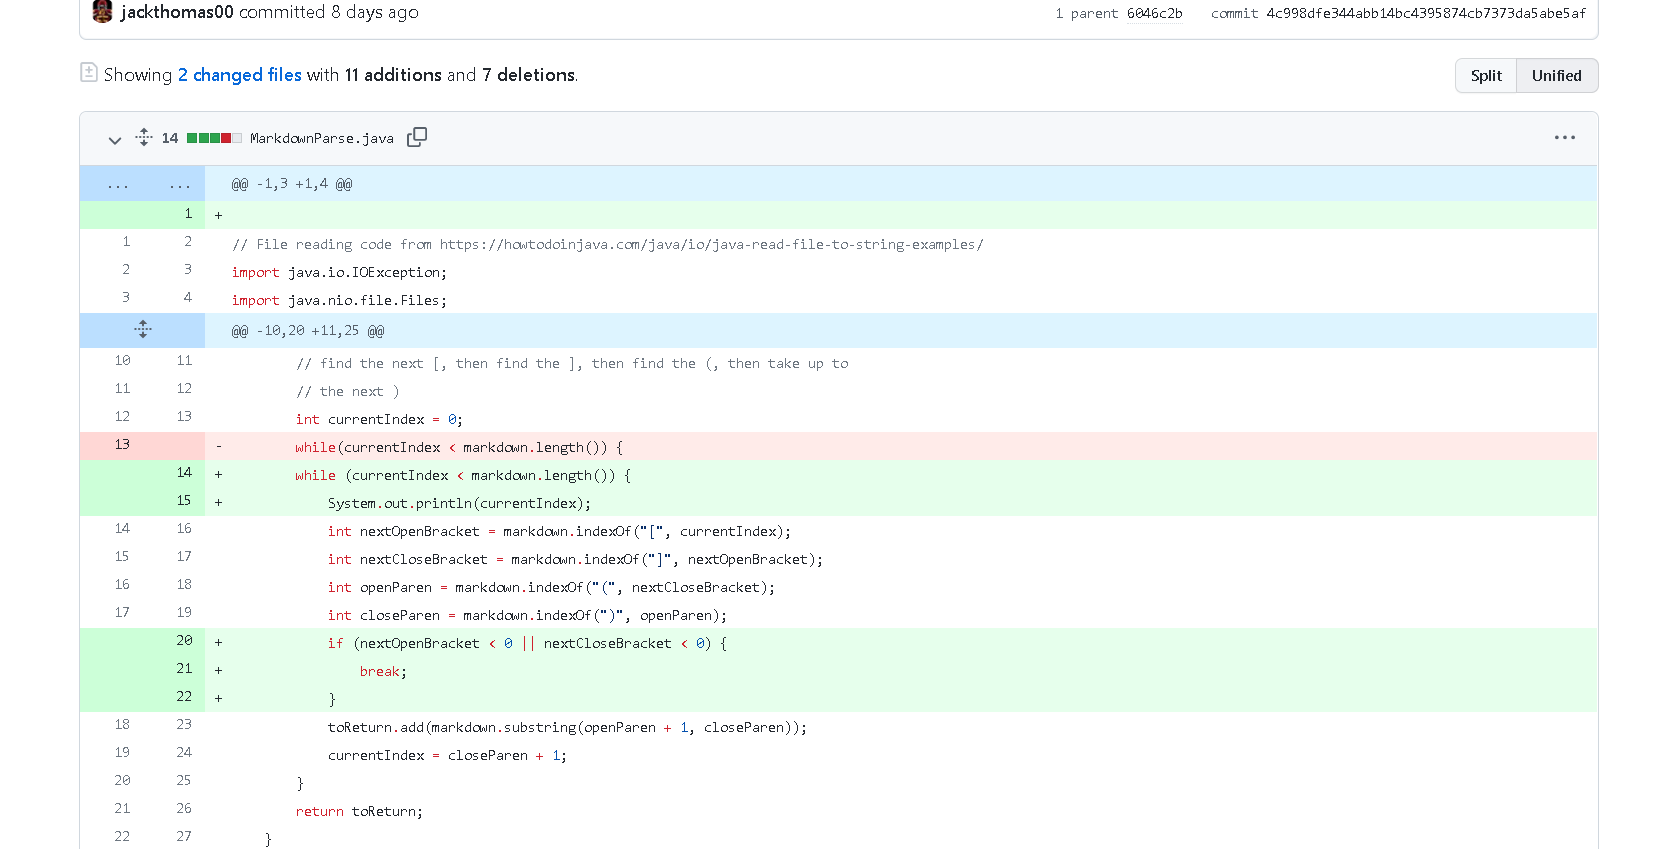 jackthomas00 committed 8 days ago 1 parent 6046c2b commit 4c998dfe344abb14bc4395874cb7373da5abe5af
Showing 2 changed files with 11 additions and 7 deletions. Split Unified
14 MarkdownParse.java ...
... ... @@ -1,3 +1,4 @@
1 +
1 2 // File reading code from https://howtodoinjava.com/java/io/java-read-file-to-string-examples/
2 3 import java.io.IOException;
3 4 import java.nio.file.Files;
@@ -10,20 +11,25 @@
10 11 // find the next [, then find the ], then find the (, then take up to
11 12 // the next )
12 13 int currentIndex = 0;
13 - while(currentIndex < markdown.length()) {
14 + while (currentIndex < markdown.length()) {
15 + System.out.println(currentIndex);
14 16 int nextOpenBracket = markdown.indexOf("[", currentIndex);
15 17 int nextCloseBracket = markdown.indexOf("]", nextOpenBracket);
16 18 int openParen = markdown.indexOf("(", nextCloseBracket);
17 19 int closeParen = markdown.indexOf(")", openParen);
20 + if (nextOpenBracket < 0 || nextCloseBracket < 0) {
21 + break;
22 + }
18 23 toReturn.add(markdown.substring(openParen + 1, closeParen));
19 24 currentIndex = closeParen + 1;
20 25 }
21 26 return toReturn;
22 27 }